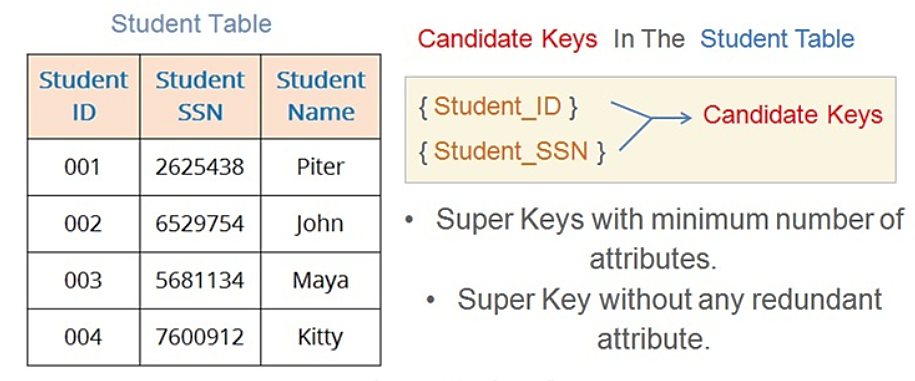 Student Table
Student ID Student SSN Student Name
001 2625438 Piter
002 6529754 John
003 5681134 Maya
004 7600912 Kitty
Candidate Keys In The Student Table
{ Student_ID }
{ Student_SSN }
Candidate Keys
• Super Keys with minimum number of
attributes.
• Super Key without any redundant
attribute.